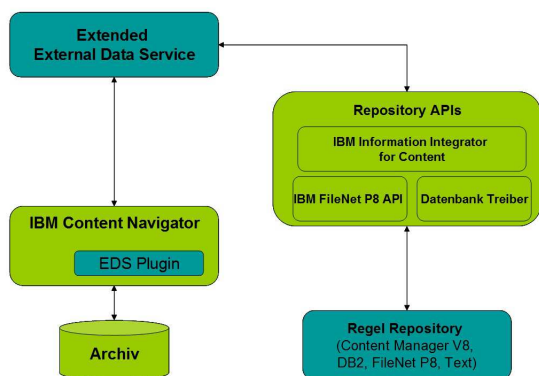 Extended
External Data Service
Repository APIs
IBM Information Integrator
for Content
IBM FileNet P8 API
Datenbank Treiber
IBM Content Navigator
EDS Plugin
Archiv
Regel Repository
(Content Manager V8,
DB2, FileNet P8, Text)